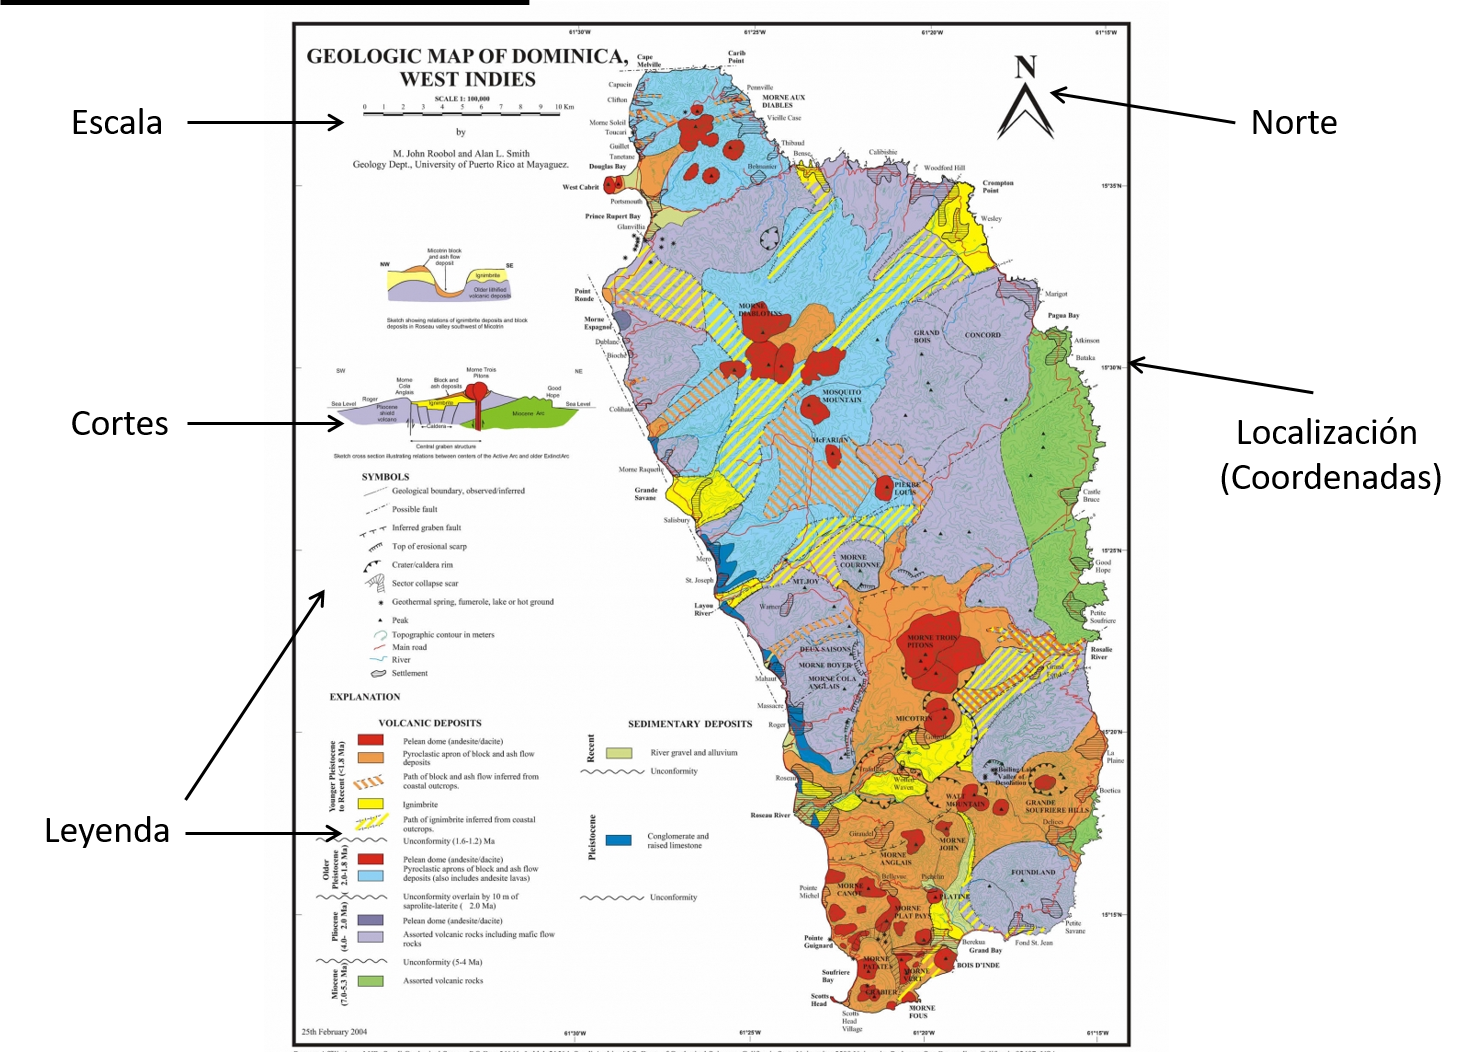 GEOLOGIC MAP OF DOMINICA,
WEST INDIES
SCALE 1: 100,000
0 1 2 3 4 5 6 7 8 9 10 Km
by
M. John Roobol and Alan L. Smith
Geology Dept., University of Puerto Rico at Mayaguez.
Escala
Norte
N
Cortes
Localización
(Coordenadas)
Leyenda
61°30'W
61°25'W
61°20'W
61°15'W
NW
Micotrin block
and ash flow
deposit
SE
Ignimbrite
Older lithified
volcanic deposits
Sketch showing relations of ignimbrite deposits and block
deposits in Roseau valley southwest of Micotrin
SW
NE
Morne
Cola
Anglais
Block and
ash deposits
Morne Trois
Pitons
Good
Hope
Sea Level
Roger
Ignimbrite
Sea Level
Pliocene
Miocene Arc
Caldera
Central graben structure
Sketch cross section illustrating relations between centers of the Active Arc and older Extinct Arc
SYMBOLS
Geological boundary, observed/inferred
Possible fault
Inferred graben fault
Top of erosional scarp
Crater/caldera rim
Sector collapse scar
Geothermal spring, fumerole, lake or hot ground
Peak
Topographic contour in meters
Main road
River
Settlement
EXPLANATION
VOLCANIC DEPOSITS
Younger Pleistocene
to Recent (<1.8 Ma)
Pelean dome (andesite/dacite)
Pyroclastic apron of block and ash flow
deposits
Path of block and ash flow inferred from
coastal outcrops.
Ignimbrite
Path of ignimbrite inferred from coastal
outcrops.
Unconformity (1.6-1.2) Ma
Older
Pleistocene
( 2.0-1.8 Ma)
Pelean dome (andesite/dacite)
Pyroclastic aprons of block and ash flow
deposits (also includes andesite lavas)
Unconformity overlain by 10 m of
saprolite-laterite ( 2.0 Ma)
Pliocene
(4.0- 2.0 Ma)
Pelean dome (andesite/dacite)
Assorted volcanic rocks including mafic flow
rocks
Unconformity (5-4 Ma)
Miocene
(7.0-5.3 Ma)
Assorted volcanic rocks
SEDIMENTARY DEPOSITS
Recent
River gravel and alluvium
Unconformity
Pleistocene
Conglomerate and
raised limestone
Unconformity
25th February 2004
Cape
Melville
Carib
Point
Capucin
Clifton
Pennville
MORNE AUX
DIABLES
Vieille Case
Morne Soleil
Toucari
Guillet
Tanetane
Thibaud
Bense
Calibishie
Douglas Bay
Belmanier
Woodford Hill
West Cabrit
Crompton
Point
15°35'N
Portsmouth
Prince Rupert Bay
Wesley
Glanvillia
Point
Ronde
Marigot
MORNE
DIABLOTINS
Pagua Bay
Morne
Espagnol
GRAND
BOIS
CONCORD
Atkinson
Dublanc
Bataka
Bioche
15°30'N
MOSQUITO
MOUNTAIN
Colihaut
McFARLIN
Morne Raquette
PIERRE
LOUIS
Grande
Savane
Castle
Bruce
Salisbury
15°25'N
Mero
MORNE
COURONNE
Good
Hope
St. Joseph
MT.JOY
Layou
River
Warner
Petite
Soufriere
MORNE TROIS
PITONS
DEUX SAISONS
Rosalie
River
MORNE BOYER
Mahaut
MORNE COLA
ANGLAIS
Grand
Fond
Massacre
MICOTRIN
Roger
15°20'N
La
Plaine
Trafalgar
Boiling Lake
Valley of
Desolation
Roseau
Wotten
Waven
Boetica
WATT
MOUNTAIN
GRANDE
SOUFRIERE HILLS
Roseau River
Delices
Giraudel
MORNE
JOHN
MORNE
ANGLAIS
Bellevue
Pichelin
FOUNDLAND
Pointe
Michel
MORNE
CANOT
PLATINE
15°15'N
MORNE
PLAT PAYS
Petite
Savane
Pointe
Guignard
Berekua
Fond St. Jean
Grand Bay
MORNE
PATATES
BOIS D'INDE
Soufriere
Bay
MORNE
VERT
CRABIER
Scotts
Head
MORNE
FOUS
Scotts
Head
Village
61°30'W
61°25'W
61°20'W
61°15'W